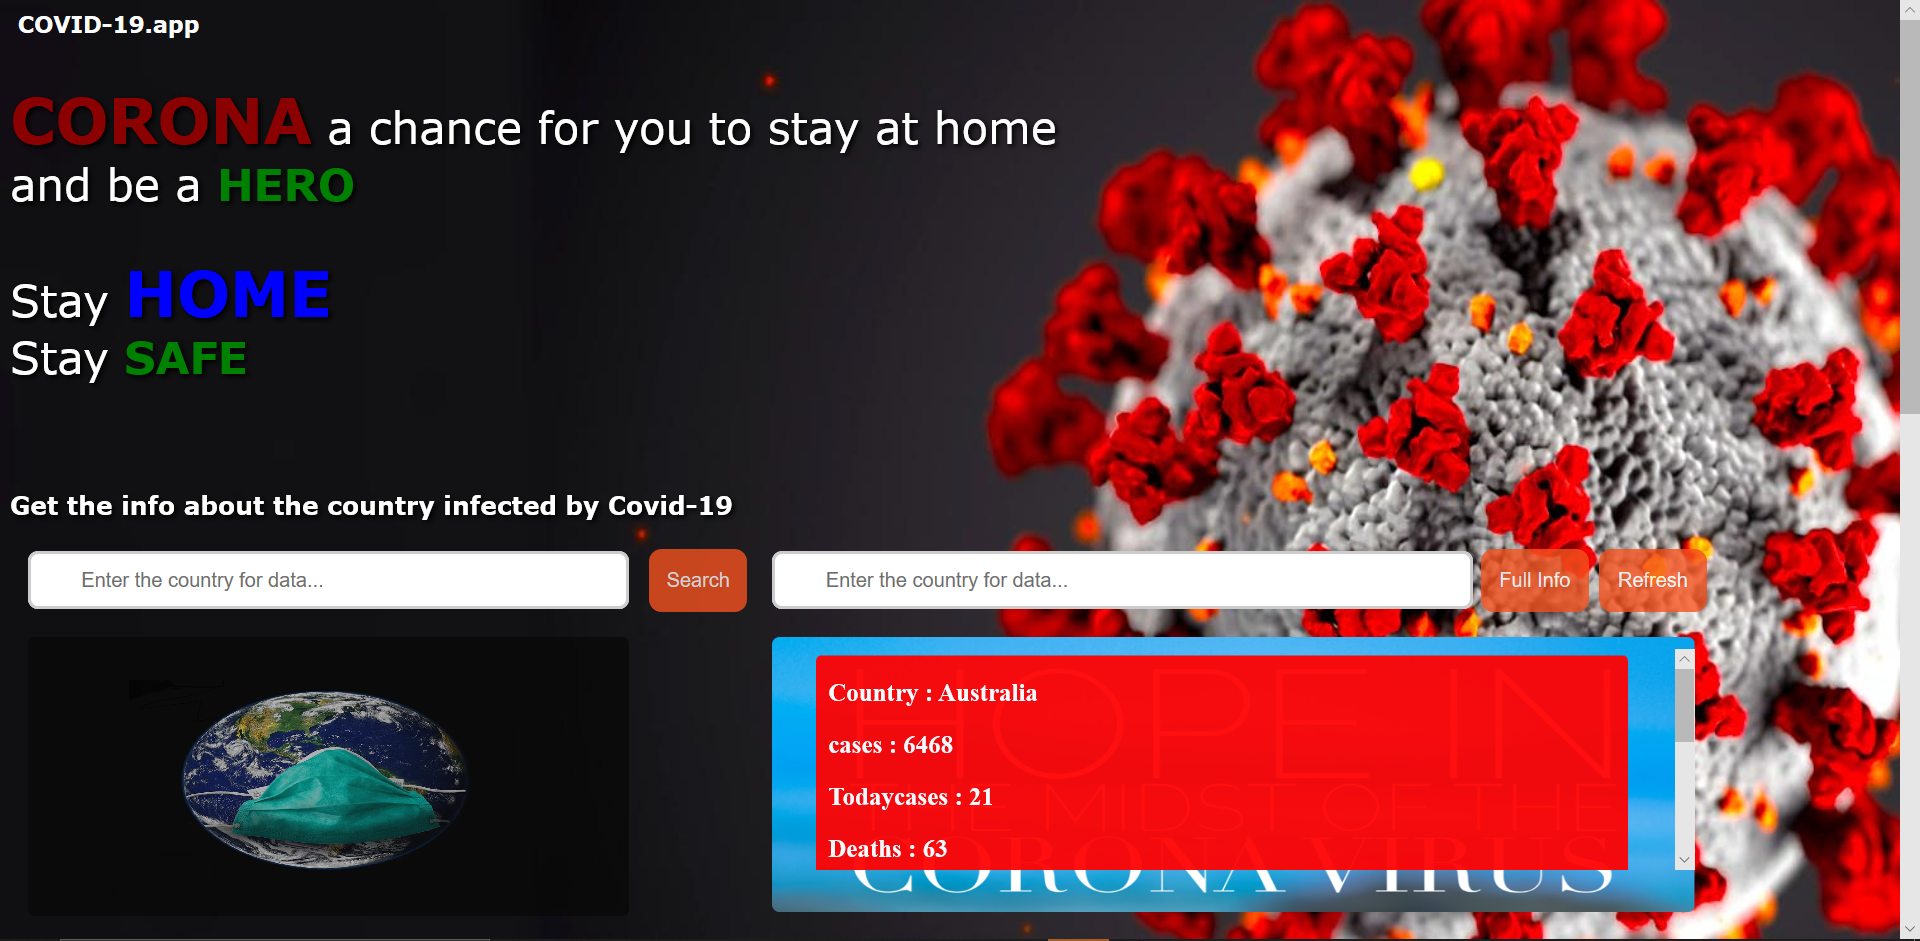 COVID-19.app
CORONA a chance for you to stay at home
and be a HERO
Stay HOME
Stay SAFE
Get the info about the country infected by Covid-19
Enter the country for data...
Search
Enter the country for data...
Full Info
Refresh
HOPE IN
THE MIDST OF THE
CORONA VIRUS
Country : Australia
cases : 6468
Todaycases : 21
Deaths : 63